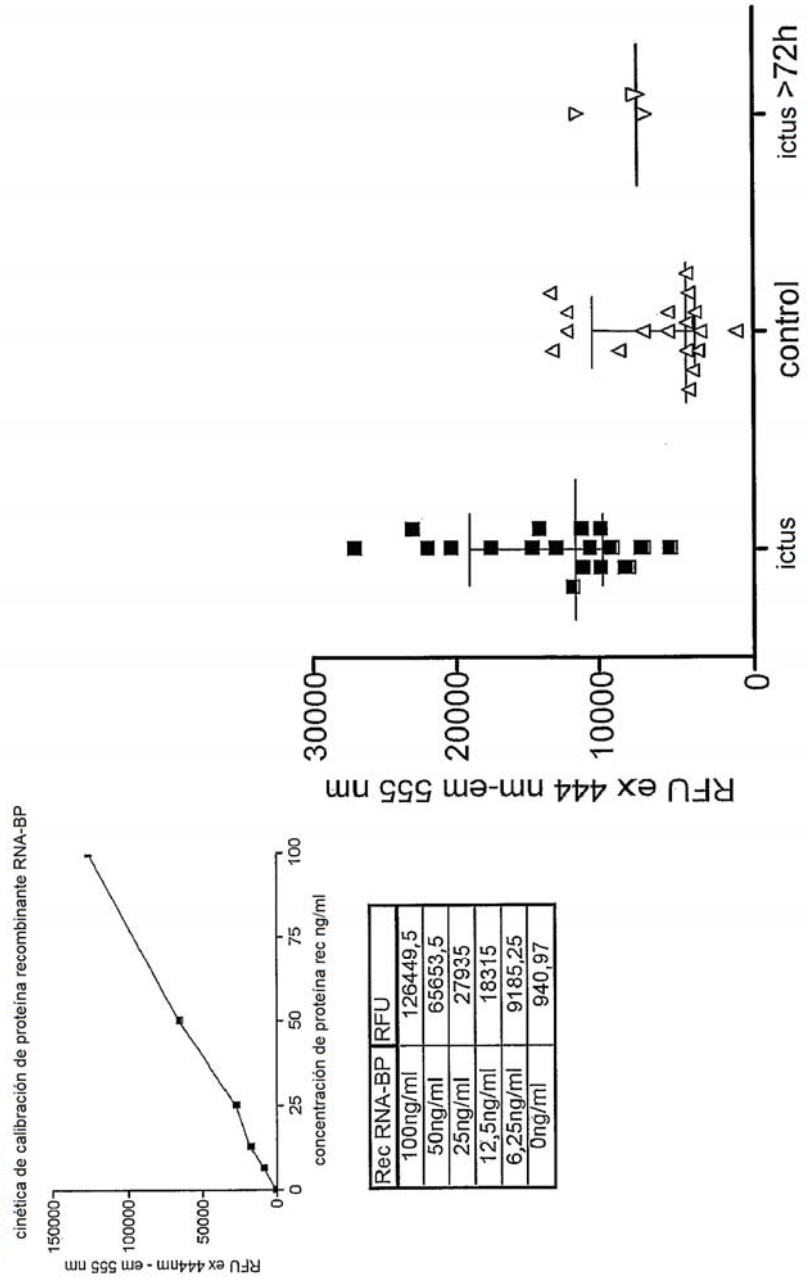 cinética de calibración de proteína recombinante RNA-BP
RFU ex 444nm - em 555 nm
150000
100000
50000
0
0
25
50
75
100
concentración de proteína rec ng/ml
Rec RNA-BP RFU
100ng/ml 126449,5
50ng/ml 65653,5
25ng/ml 27935
12,5ng/ml 18315
6,25ng/ml 9185,25
0ng/ml 940,97
RFU ex 444 nm-em 555 nm
30000
20000
10000
0
ictus
control
ictus >72h